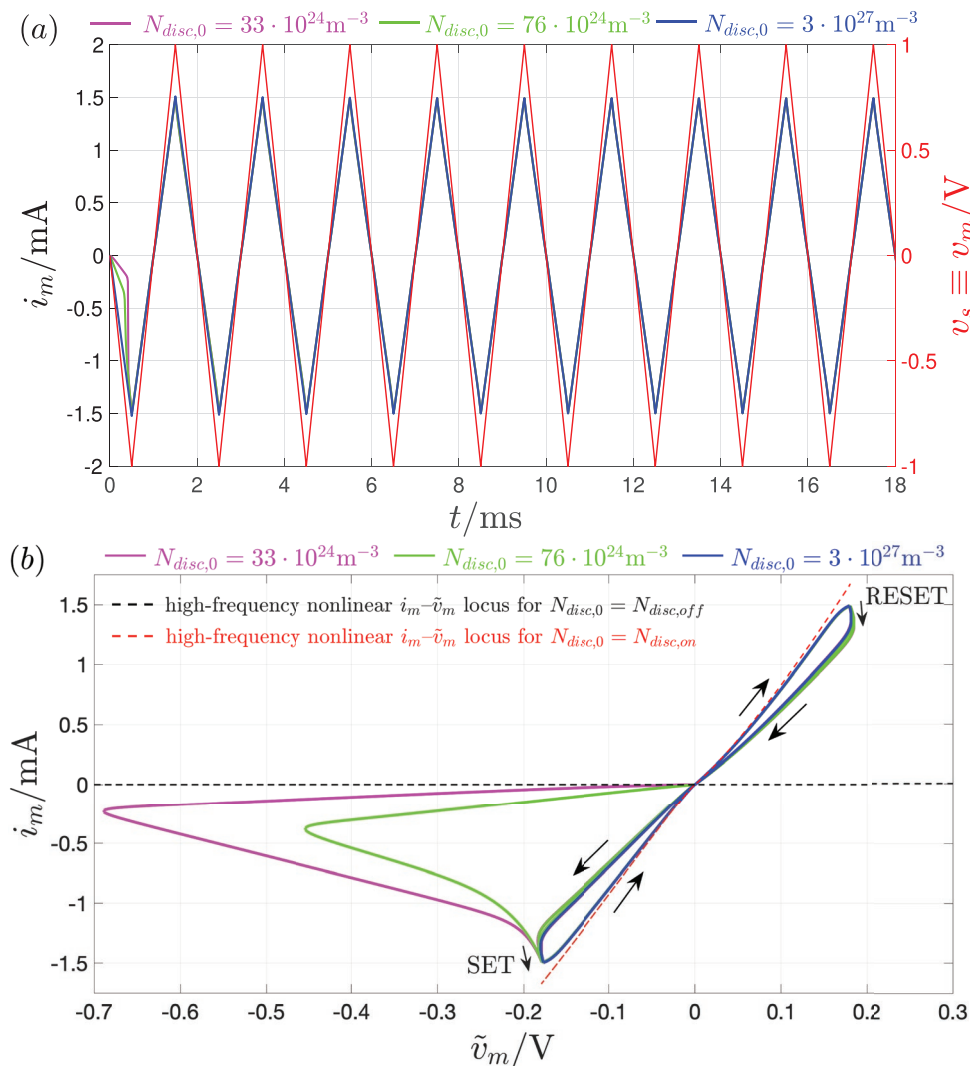 (a) N_{disc,0} = 33 · 10^{24}m^{−3} N_{disc,0} = 76 · 10^{24}m^{−3} N_{disc,0} = 3 · 10^{27}m^{−3}
2
1.5
1
0.5
0
-0.5
-1
-1.5
-2
i_m/mA
1
0.5
0
-0.5
-1
v_s ≡ v_m/V
0 2 4 6 8 10 12 14 16 18
t/ms
(b) N_{disc,0} = 33 · 10^{24}m^{−3} N_{disc,0} = 76 · 10^{24}m^{−3} N_{disc,0} = 3 · 10^{27}m^{−3}
high-frequency nonlinear i_m–ṽ_m locus for N_{disc,0} = N_{disc,off}
high-frequency nonlinear i_m–ṽ_m locus for N_{disc,0} = N_{disc,on}
RESET
SET
1.5
1
0.5
0
-0.5
-1
-1.5
i_m/mA
-0.7 -0.6 -0.5 -0.4 -0.3 -0.2 -0.1 0 0.1 0.2 0.3
ṽ_m/V